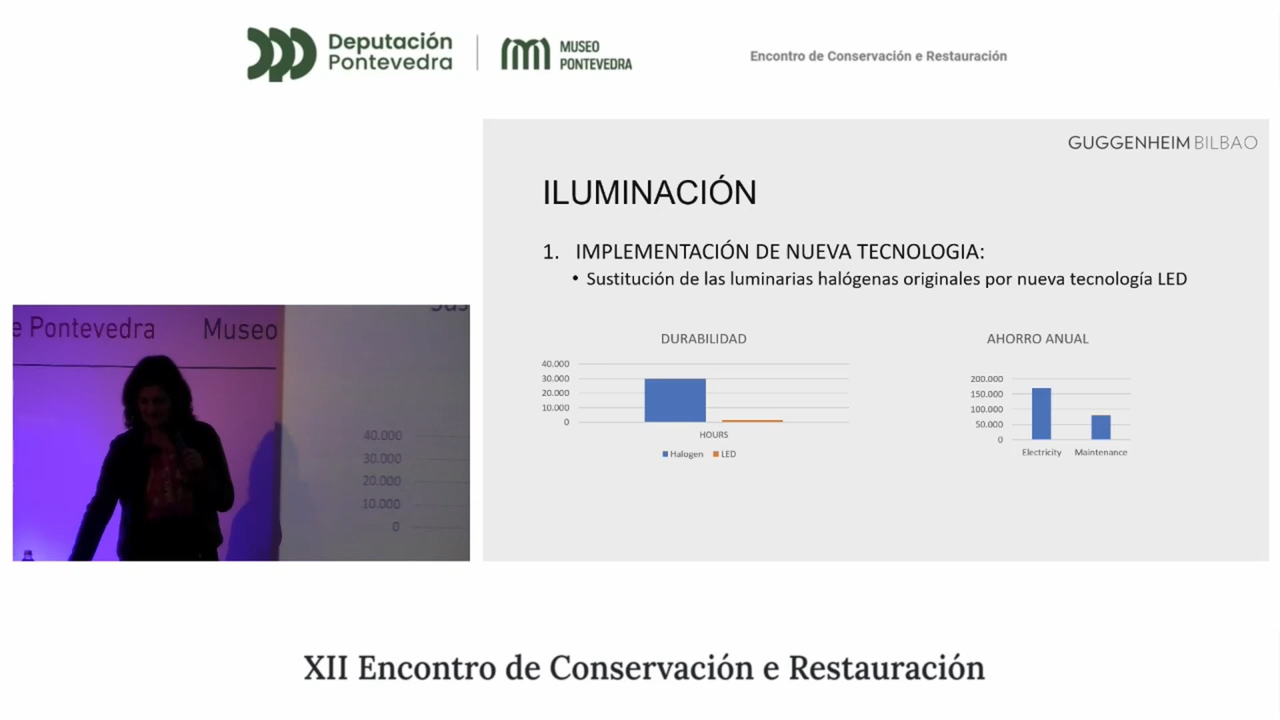 Deputación
Pontevedra
MUSEO
PONTEVEDRA
Encontro de Conservación e Restauración
GUGGENHEIM BILBAO
ILUMINACIÓN
1. IMPLEMENTACIÓN DE NUEVA TECNOLOGIA:
• Sustitución de las luminarias halógenas originales por nueva tecnología LED
DURABILIDAD
40.000
30.000
20.000
10.000
0
HOURS
Halogen LED
AHORRO ANUAL
200.000
150.000
100.000
50.000
0
Electricity Maintenance
e Pontevedra Museo
40.000
30.000
20.000
10.000
0
XII Encontro de Conservación e Restauración